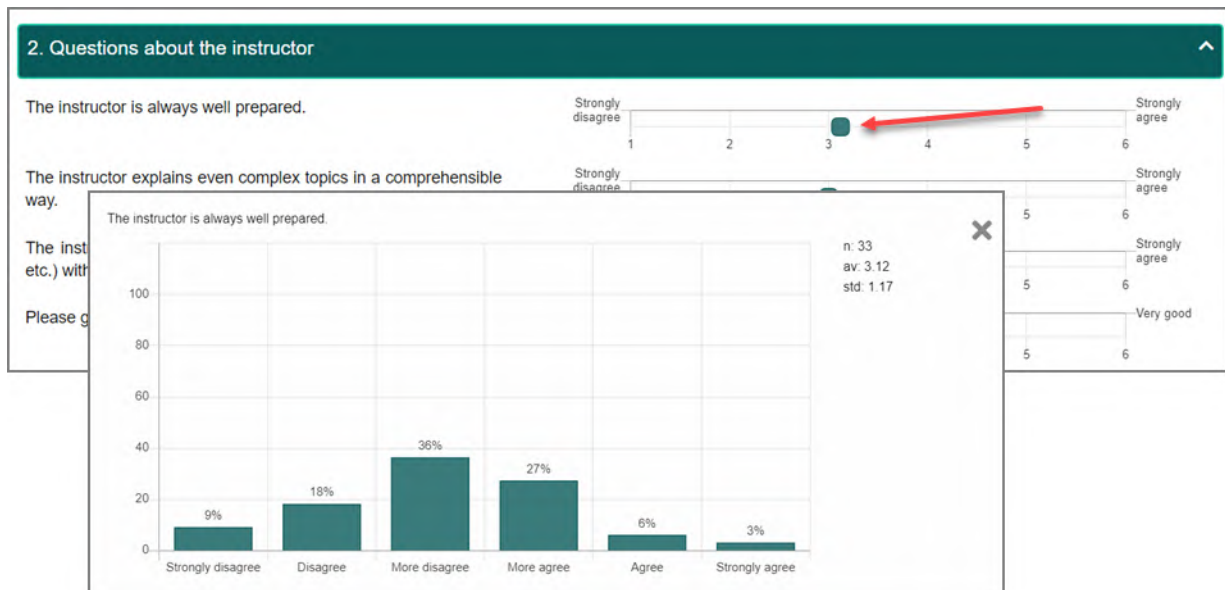 2. Questions about the instructor
The instructor is always well prepared.
Strongly
disagree
Strongly
agree
1 2 3 4 5 6
The instructor explains even complex topics in a comprehensible
way.
Strongly
disagree
Strongly
agree
5 6
The inst
etc.) with
Strongly
agree
5 6
Please g
Very good
5 6
The instructor is always well prepared.
n: 33
av: 3.12
std: 1.17
100
80
60
40
20
0
9%
18%
36%
27%
6%
3%
Strongly disagree Disagree More disagree More agree Agree Strongly agree